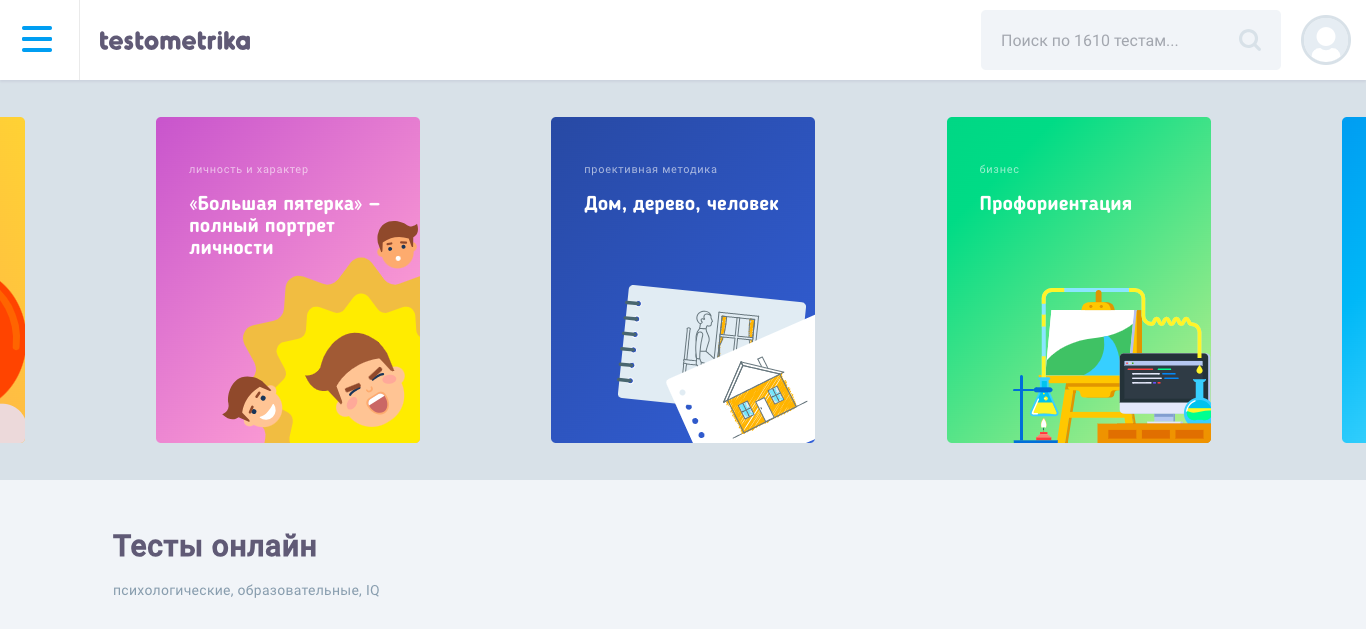 testometrika
Поиск по 1610 тестам...
личность и характер
«Большая пятерка» –
полный портрет
личности
проективная методика
Дом, дерево, человек
бизнес
Профориентация
Тесты онлайн
психологические, образовательные, IQ